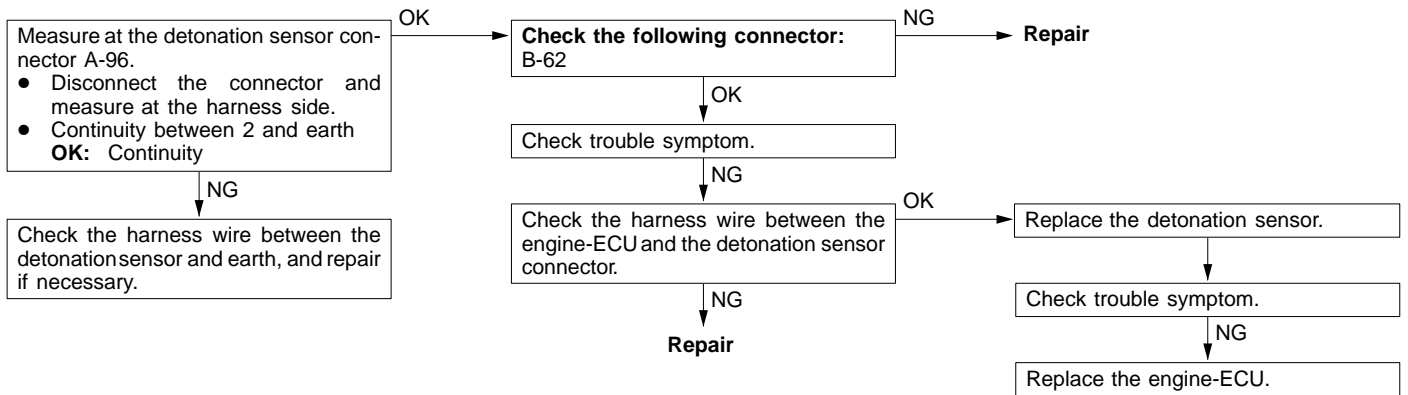 Measure at the detonation sensor con-
nector A-96.
● Disconnect the connector and
measure at the harness side.
● Continuity between 2 and earth
OK: Continuity
NG
Check the harness wire between the
detonation sensor and earth, and repair
if necessary.
OK
Check the following connector:
B-62
NG
Repair
OK
Check trouble symptom.
NG
Check the harness wire between the
engine-ECU and the detonation sensor
connector.
NG
Repair
OK
Replace the detonation sensor.
Check trouble symptom.
NG
Replace the engine-ECU.